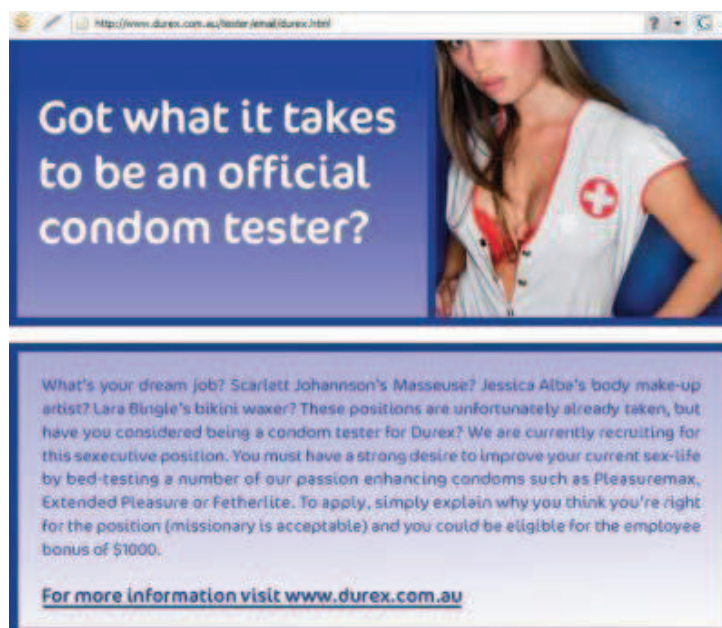 http://www.durex.com.au/tester/email/durex.html
?
G
Got what it takes
to be an official
condom tester?
What's your dream job? Scarlett Johannson's Masseuse? Jessica Alba's body make-up
artist? Lara Bingle's bikini waxer? These positions are unfortunately already taken, but
have you considered being a condom tester for Durex? We are currently recruiting for
this sexecutive position. You must have a strong desire to improve your current sex-life
by bed-testing a number of our passion enhancing condoms such as Pleasuremax,
Extended Pleasure or Fetherlite. To apply, simply explain why you think you're right
for the position (missionary is acceptable) and you could be eligible for the employee
bonus of $1000.
For more information visit www.durex.com.au